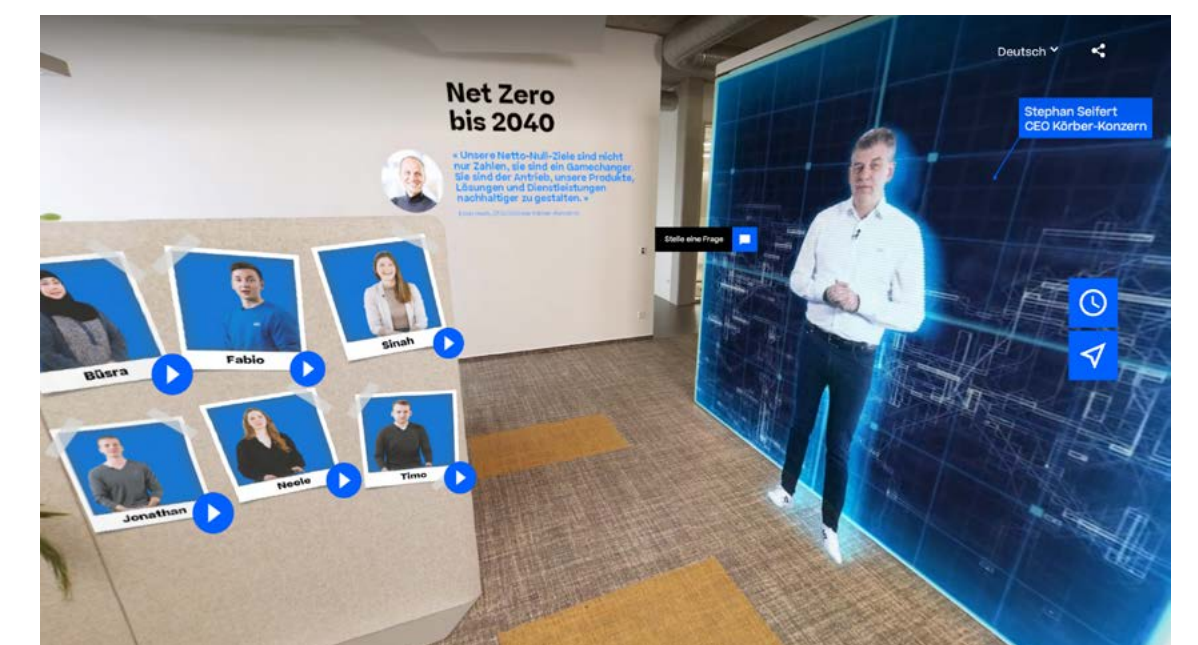 Deutsch
Stephan Seifert
CEO Körber-Konzern
Net Zero
bis 2040
« Unsere Netto-Null-Ziele sind nicht
nur Zahlen, sie sind ein Gamechanger.
Sie sind der Antrieb, unsere Produkte,
Lösungen und Dienstleistungen
nachhaltiger zu gestalten. »
Stelle eine Frage
Büsra
Fabio
Sinah
Jonathan
Neele
Timo